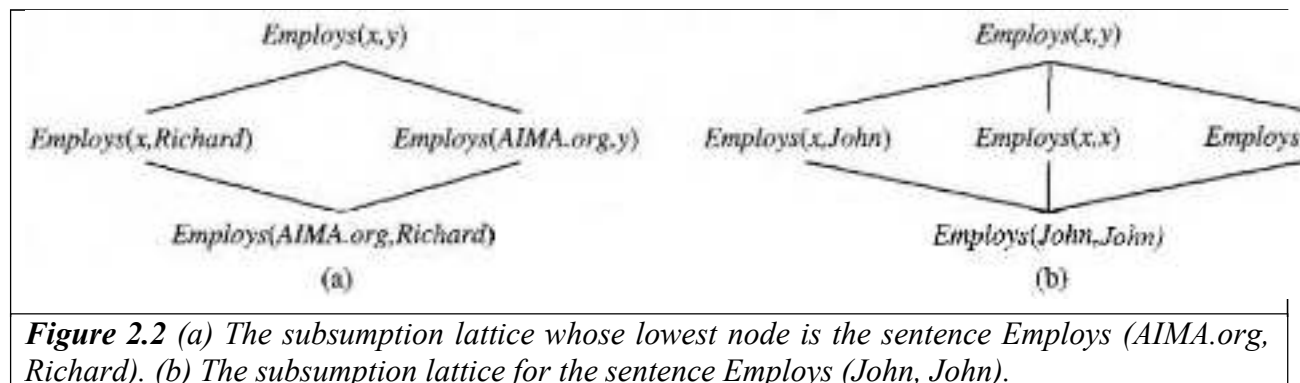 Employs(x,y)
Employs(x,Richard) Employs(AIMA.org,y)
Employs(AIMA.org,Richard)
(a)
Employs(x,y)
Employs(x,John) Employs(x,x) Employs
Employs(John,John)
(b)
Figure 2.2 (a) The subsumption lattice whose lowest node is the sentence Employs (AIMA.org,
Richard). (b) The subsumption lattice for the sentence Employs (John, John).